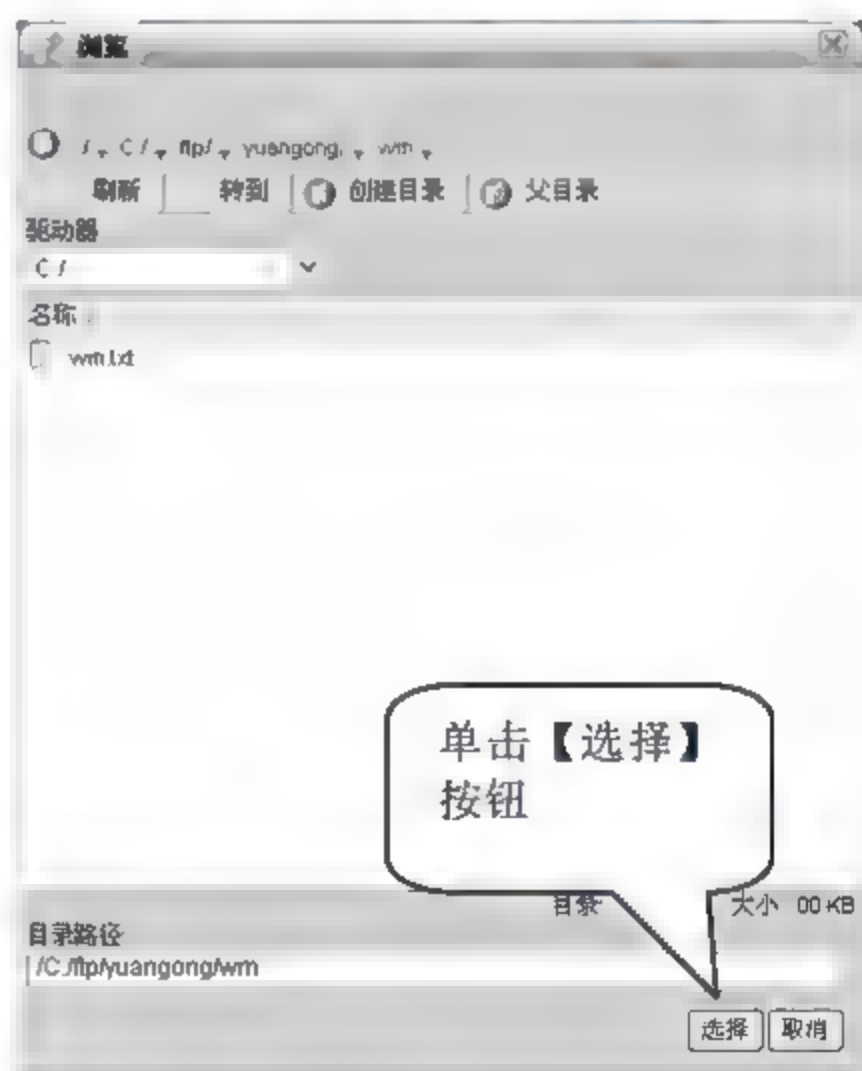 浏览
/ C / ftp/ yuangong/ wm
刷新 转到 创建目录 父目录
驱动器
C /
名称
wm.txt
单击【选择】
按钮
目录 大小 00 KB
目录路径
/C:/ftp/yuangong/wm
选择 取消